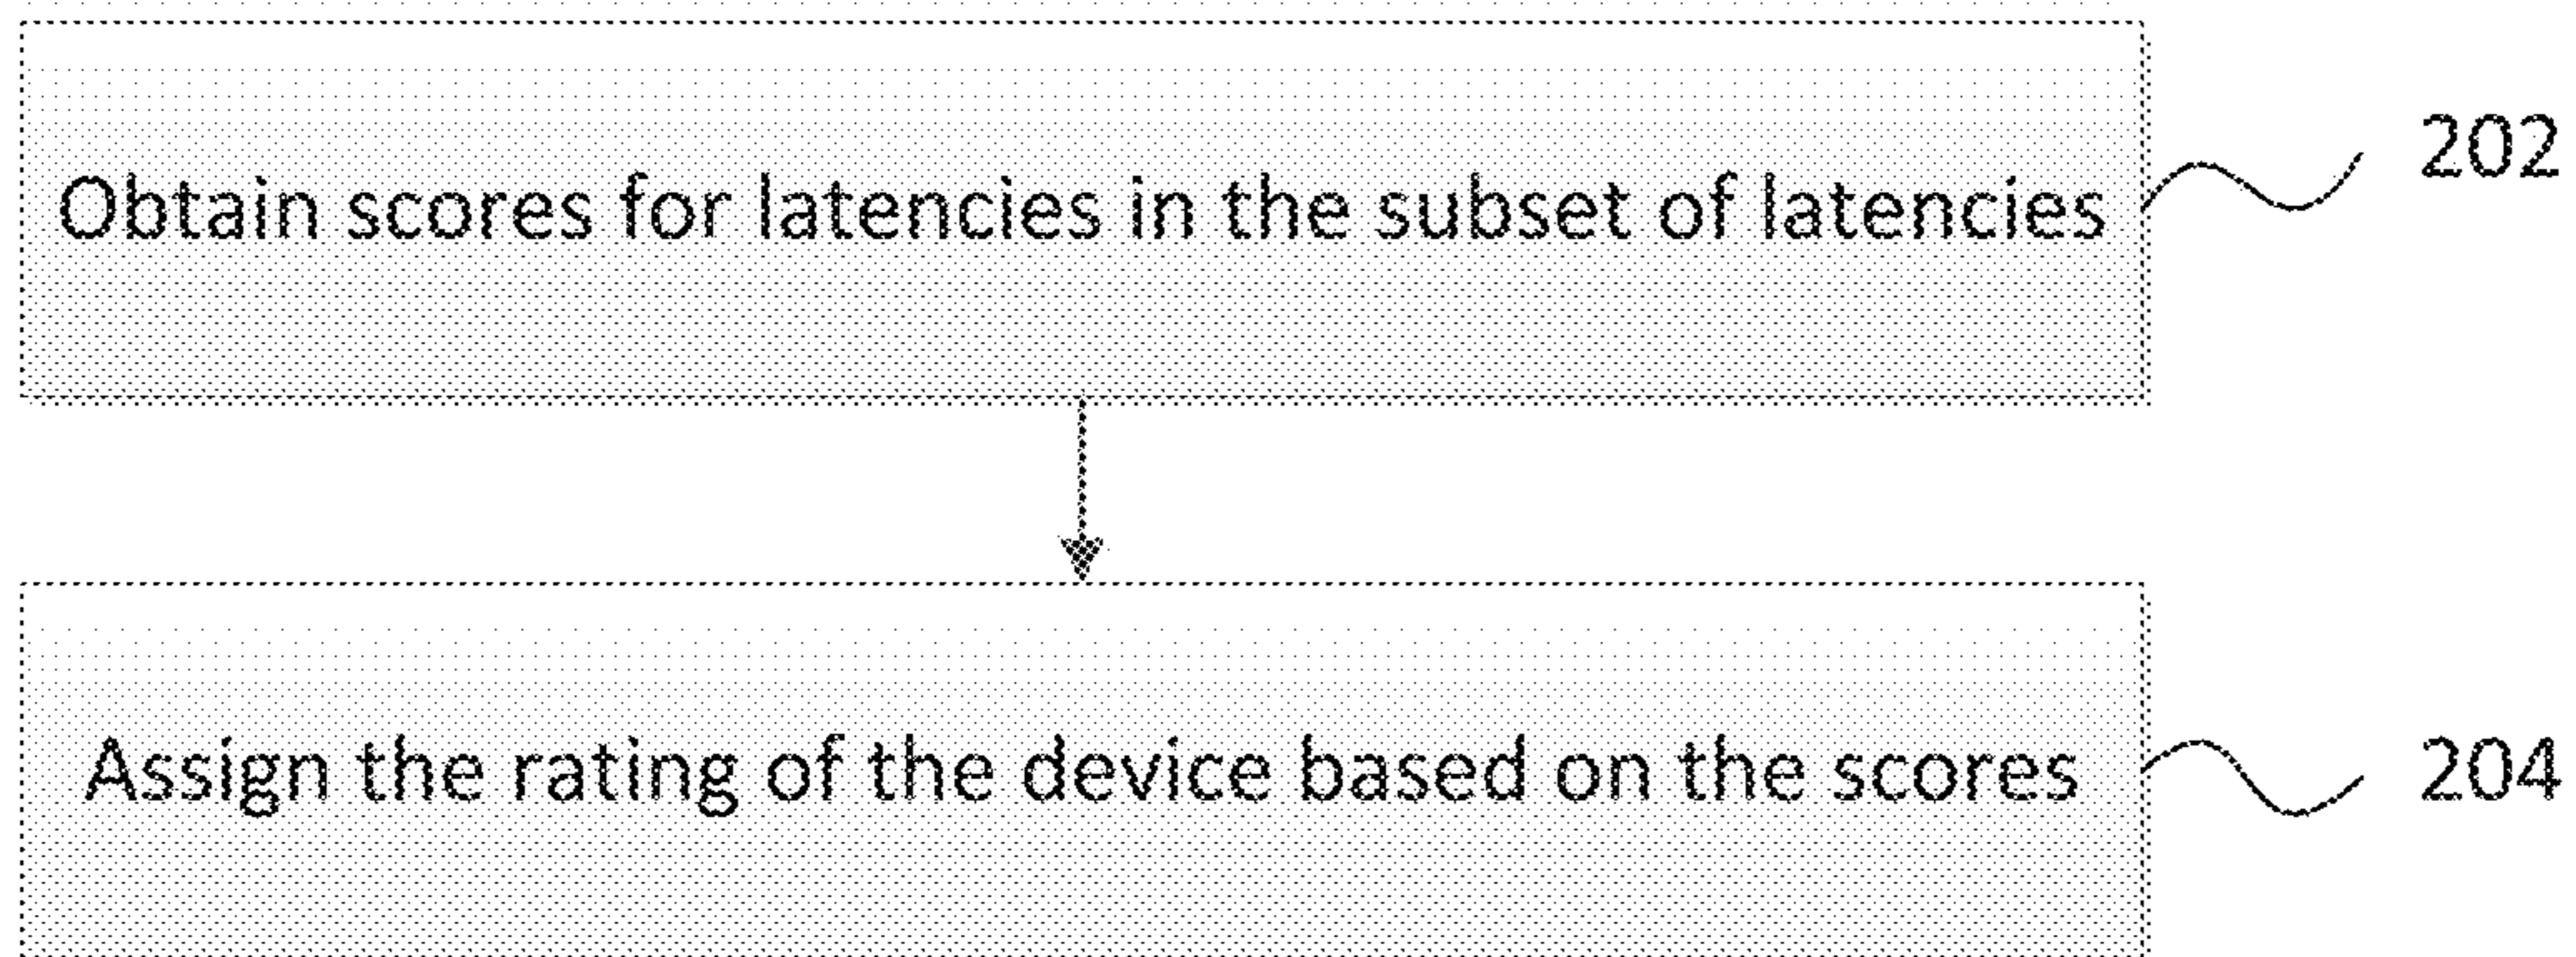 Obtain scores for latencies in the subset of latencies
202
Assign the rating of the device based on the scores
204